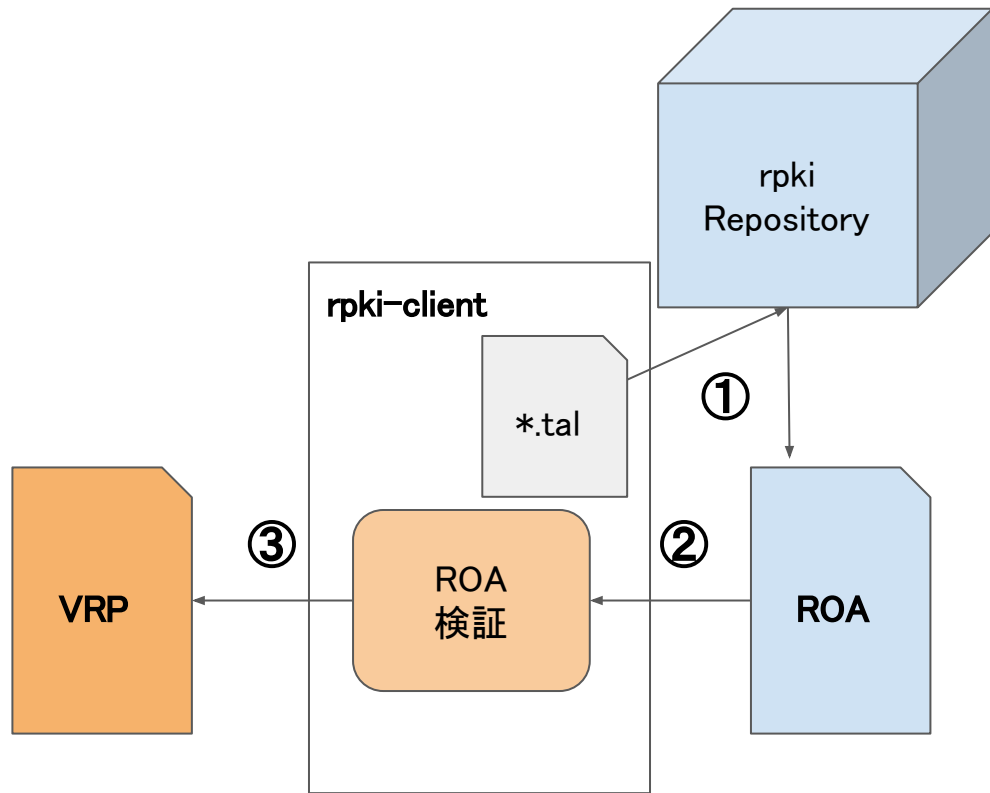 rpki
Repository
rpki-client
*.tal
①
③
②
ROA
検証
VRP
ROA